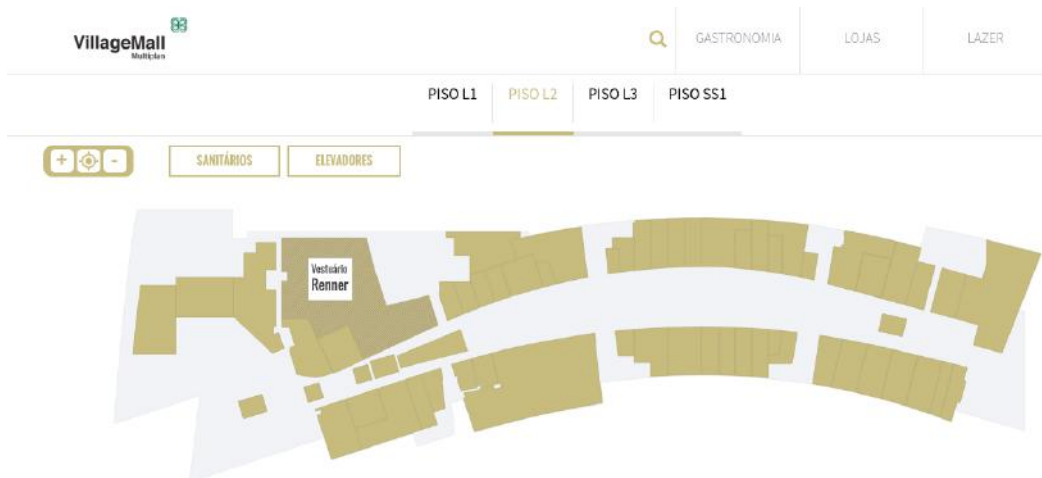 VillageMall
Multiplan
GASTRONOMIA
LOJAS
LAZER
PISO L1
PISO L2
PISO L3
PISO SS1
+
-
SANITÁRIOS
ELEVADORES
Vestuário
Renner